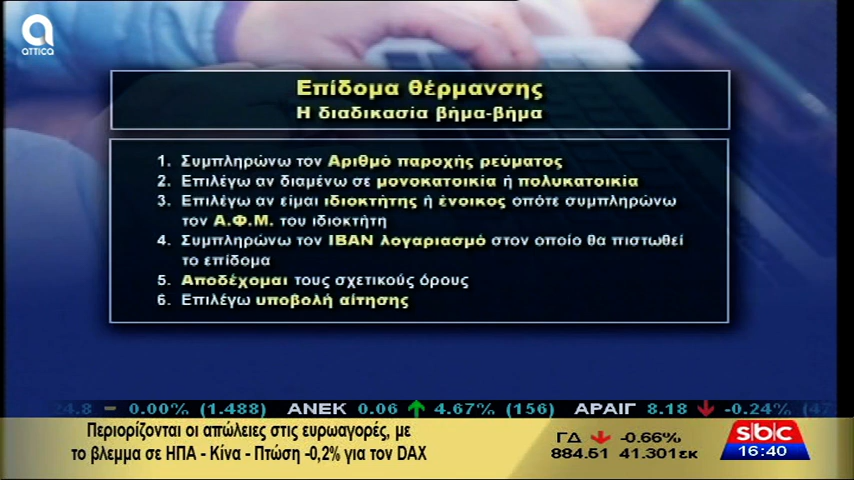 attica
Επίδομα θέρμανσης
Η διαδικασία βήμα-βήμα
1. Συμπληρώνω τον Αριθμό παροχής ρεύματος
2. Επιλέγω αν διαμένω σε μονοκατοικία ή πολυκατοικία
3. Επιλέγω αν είμαι ιδιοκτήτης ή ένοικος οπότε συμπληρώνω
τον Α.Φ.Μ. του ιδιοκτήτη
4. Συμπληρώνω τον IBAN λογαριασμό στον οποίο θα πιστωθεί
το επίδομα
5. Αποδέχομαι τους σχετικούς όρους
6. Επιλέγω υποβολή αίτησης
24.8 0.00% (1.488) ΑΝΕΚ 0.06 4.67% (156) ΑΡΑΙΓ 8.18 -0.24%
Περιορίζονται οι απώλειες στις ευρωαγορές, με
το βλεμμα σε ΗΠΑ - Κίνα - Πτώση -0,2% για τον DAX
ΓΔ -0.66%
884.51 41.301εκ
sbc
16:40